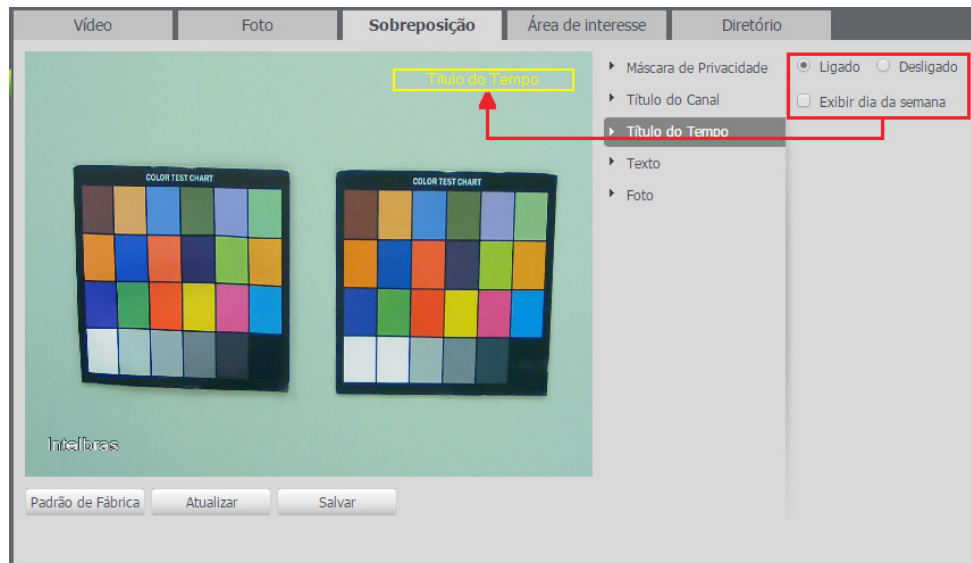 Vídeo
Foto
Sobreposição
Área de interesse
Diretório
Título do Tempo
COLOR TEST CHART
COLOR TEST CHART
Intelbras
Máscara de Privacidade
Título do Canal
Título do Tempo
Texto
Foto
Ligado
Desligado
Exibir dia da semana
Padrão de Fábrica
Atualizar
Salvar